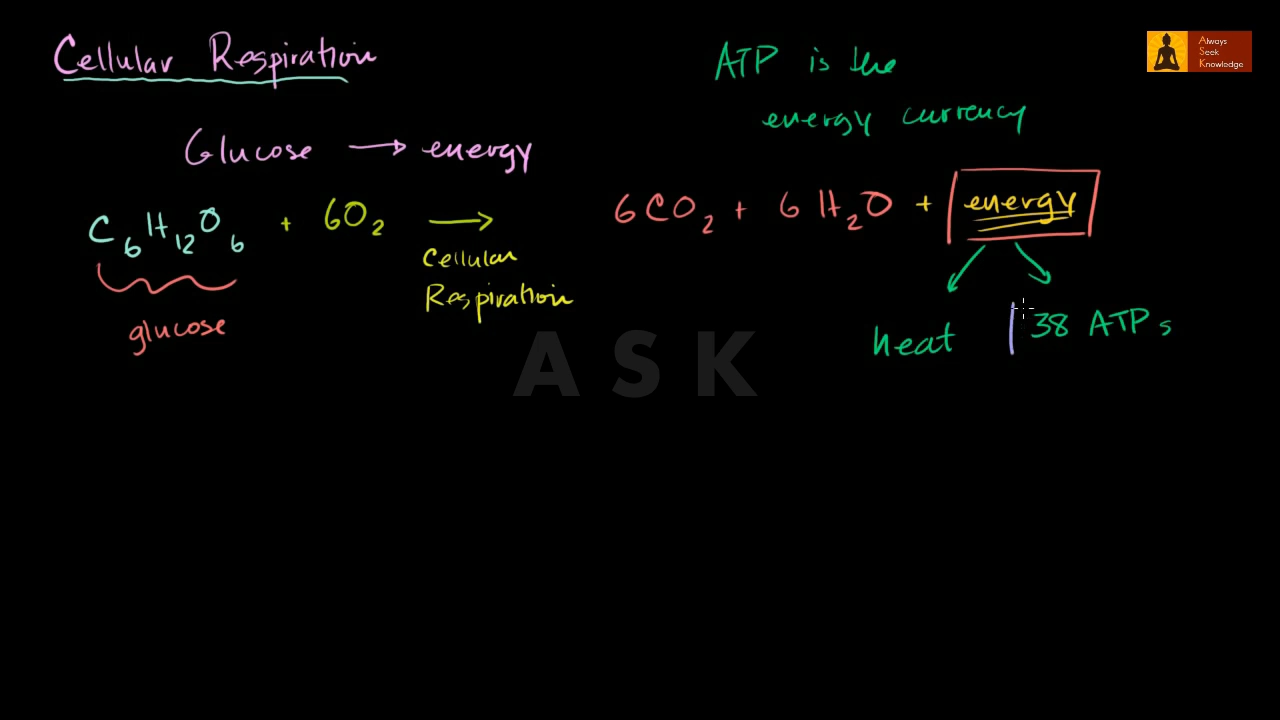 Cellular Respiration
ATP is the
energy currency
Always
Seek
Knowledge
Glucose → energy
C6H12O6 + 6O2 → 6CO2 + 6H2O + energy
Cellular
Respiration
glucose
heat
38 ATPs
ASK